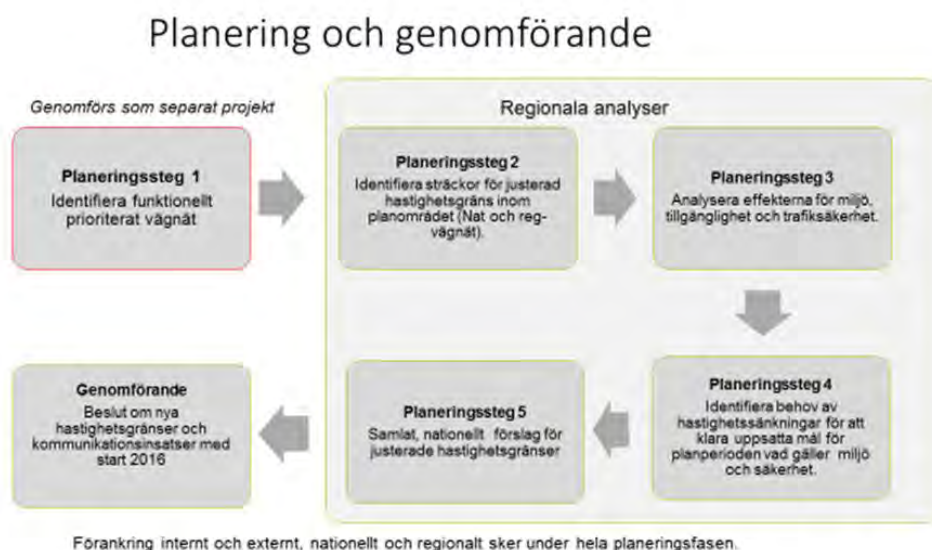 Planering och genomförande
Genomförs som separat projekt
Regionala analyser
Planeringssteg 1
Identifiera funktionellt
prioriterat vägnät
Planeringssteg 2
Identifiera sträckor för justerad
hastighetsgräns inom
planområdet (Nat och reg-
vägnät).
Planeringssteg 3
Analysera effekterna för miljö,
tillgänglighet och trafiksäkerhet.
Planeringssteg 4
Identifiera behov av
hastighetssänkningar för att
klara uppsatta mål för
planperioden vad gäller miljö
och säkerhet.
Planeringssteg 5
Samlat, nationellt förslag för
justerade hastighetsgränser
Genomförande
Beslut om nya
hastighetsgränser och
kommunikationsinsatser med
start 2016
Förankring internt och externt, nationellt och regionalt sker under hela planeringsfasen.